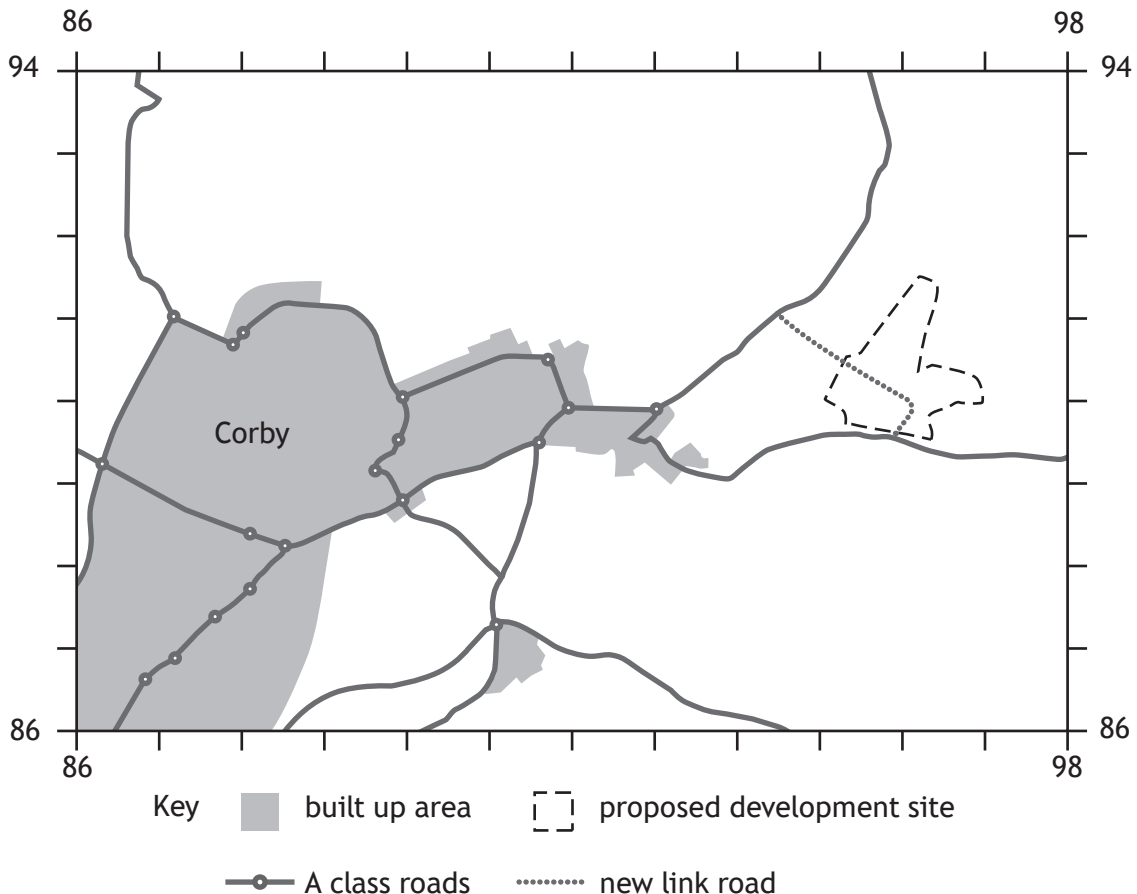 86 98
94 94
Corby
86 86
86 98
Key built up area proposed development site
A class roads new link road